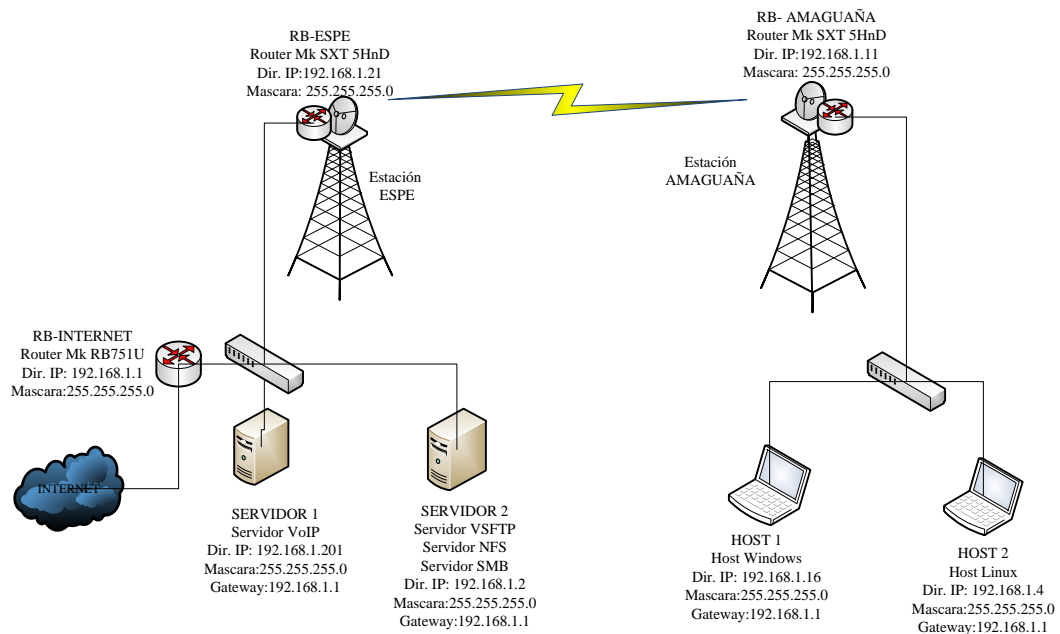 RB-ESPE
Router Mk SXT 5HnD
Dir. IP:192.168.1.21
Mascara: 255.255.255.0
RB- AMAGUAÑA
Router Mk SXT 5HnD
Dir. IP:192.168.1.11
Mascara: 255.255.255.0
Estación
ESPE
Estación
AMAGUAÑA
RB-INTERNET
Router Mk RB751U
Dir. IP: 192.168.1.1
Mascara:255.255.255.0
INTERNET
SERVIDOR 1
Servidor VoIP
Dir. IP: 192.168.1.201
Mascara:255.255.255.0
Gateway:192.168.1.1
SERVIDOR 2
Servidor VSFTP
Servidor NFS
Servidor SMB
Dir. IP: 192.168.1.2
Mascara:255.255.255.0
Gateway:192.168.1.1
HOST 1
Host Windows
Dir. IP: 192.168.1.16
Mascara:255.255.255.0
Gateway:192.168.1.1
HOST 2
Host Linux
Dir. IP: 192.168.1.4
Mascara:255.255.255.0
Gateway:192.168.1.1